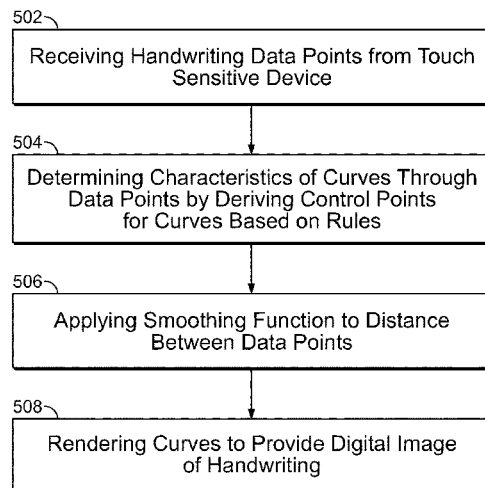 502
Receiving Handwriting Data Points from Touch
Sensitive Device
504
Determining Characteristics of Curves Through
Data Points by Deriving Control Points
for Curves Based on Rules
506
Applying Smoothing Function to Distance
Between Data Points
508
Rendering Curves to Provide Digital Image
of Handwriting